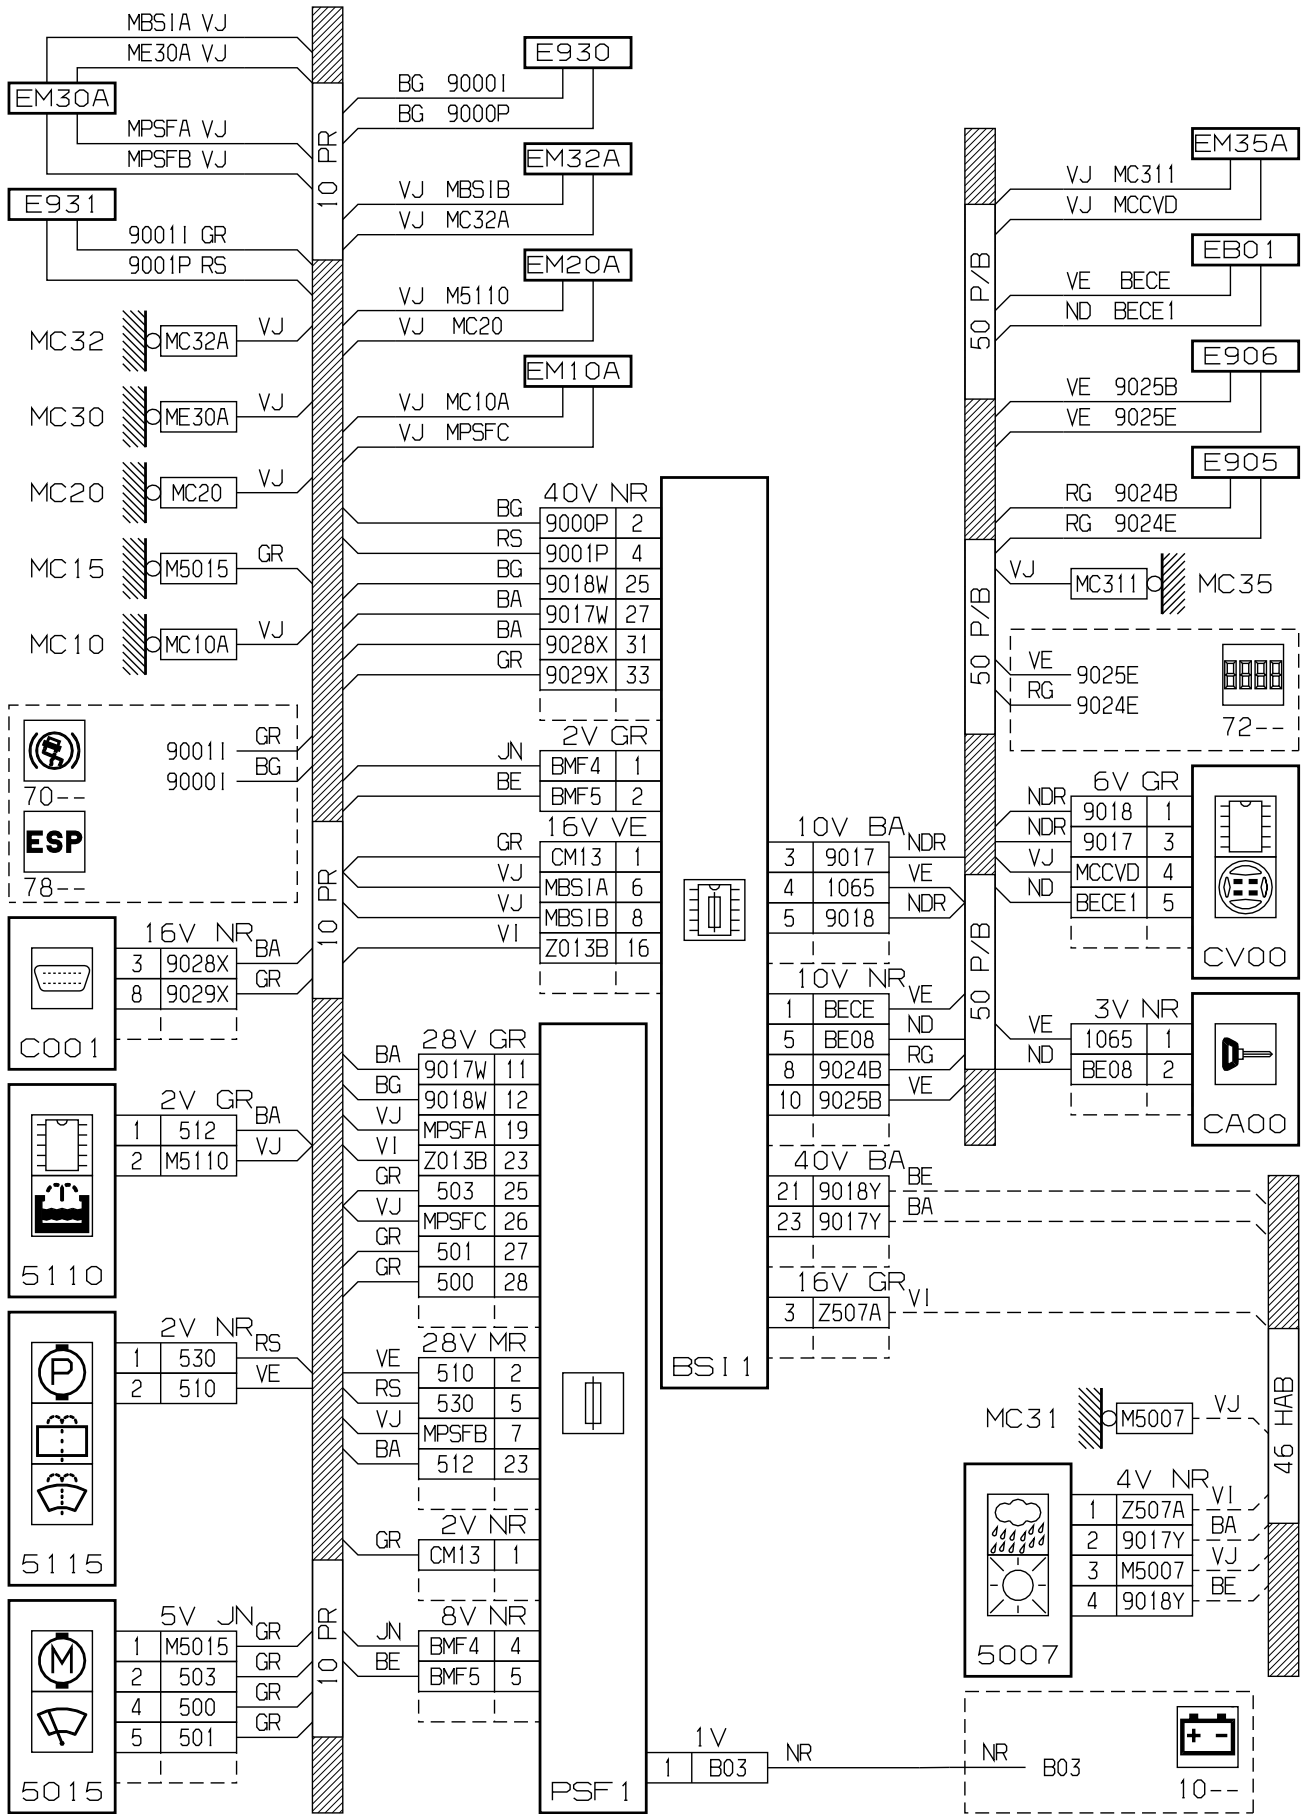 MBSIA VJ
ME30A VJ
EM30A
MPSFA VJ
MPSFB VJ
E931
9001I GR
9001P RS
MC32 MC32A VJ
MC30 ME30A VJ
MC20 MC20 VJ
MC15 M5015 GR
MC10 MC10A VJ
9001I GR
9000I BG
70--
ESP
78--
16V NR
3 9028X BA
8 9029X GR
C001
2V GR
1 512 BA
2 M5110 VJ
5110
2V NR
1 530 RS
2 510 VE
5115
5V JN
1 M5015 GR
2 503 GR
4 500 GR
5 501 GR
5015
10 PR
10 PR
10 PR
E930
BG 9000I
BG 9000P
EM32A
VJ MBSIB
VJ MC32A
EM20A
VJ M5110
VJ MC20
EM10A
VJ MC10A
VJ MPSFC
40V NR
BG 9000P 2
RS 9001P 4
BG 9018W 25
BA 9017W 27
BA 9028X 31
GR 9029X 33
2V GR
JN BMF4 1
BE BMF5 2
16V VE
GR CM13 1
VJ MBSIA 6
VJ MBSIB 8
VI Z013B 16
28V GR
BA 9017W 11
BG 9018W 12
VJ MPSFA 19
VI Z013B 23
GR 503 25
VJ MPSFC 26
GR 501 27
GR 500 28
28V MR
VE 510 2
RS 530 5
VJ MPSFB 7
BA 512 23
2V NR
GR CM13 1
8V NR
JN BMF4 4
BE BMF5 5
PSF1
1V
1 B03 NR
BSI1
10V BA
3 9017 NDR
4 1065 VE
5 9018 NDR
10V NR
1 BECE VE
5 BE08 ND
8 9024B RG
10 9025B VE
40V BA
21 9018Y BE
23 9017Y BA
16V GR
3 Z507A VI
50 P/B
50 P/B
50 P/B
EM35A
VJ MC311
VJ MCCVD
EB01
VE BECE
ND BECE1
E906
VE 9025B
VE 9025E
E905
RG 9024B
RG 9024E
VJ MC311 MC35
VE 9025E
RG 9024E
72--
6V GR
NDR 9018 1
NDR 9017 3
VJ MCCVD 4
ND BECE1 5
CV00
3V NR
VE 1065 1
ND BE08 2
CA00
46 HAB
MC31 M5007 VJ
4V NR
1 Z507A VI
2 9017Y BA
3 M5007 VJ
4 9018Y BE
5007
NR B03
10--